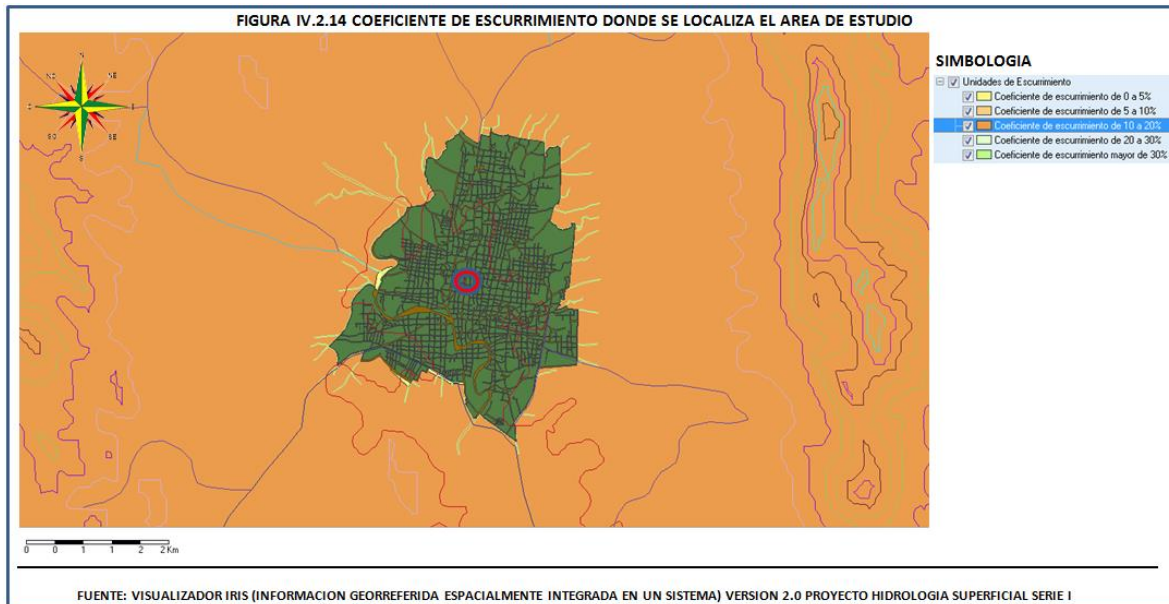 FIGURA IV.2.14 COEFICIENTE DE ESCURRIMIENTO DONDE SE LOCALIZA EL AREA DE ESTUDIO
SIMBOLOGIA
Unidades de Escurrimiento
Coeficiente de escurrimiento de 0 a 5%
Coeficiente de escurrimiento de 5 a 10%
Coeficiente de escurrimiento de 10 a 20%
Coeficiente de escurrimiento de 20 a 30%
Coeficiente de escurrimiento mayor de 30%
N
NE
SO
SE
S
0 0 1 1 2 2 Km
FUENTE: VISUALIZADOR IRIS (INFORMACION GEORREFERIDA ESPACIALMENTE INTEGRADA EN UN SISTEMA) VERSION 2.0 PROYECTO HIDROLOGIA SUPERFICIAL SERIE I